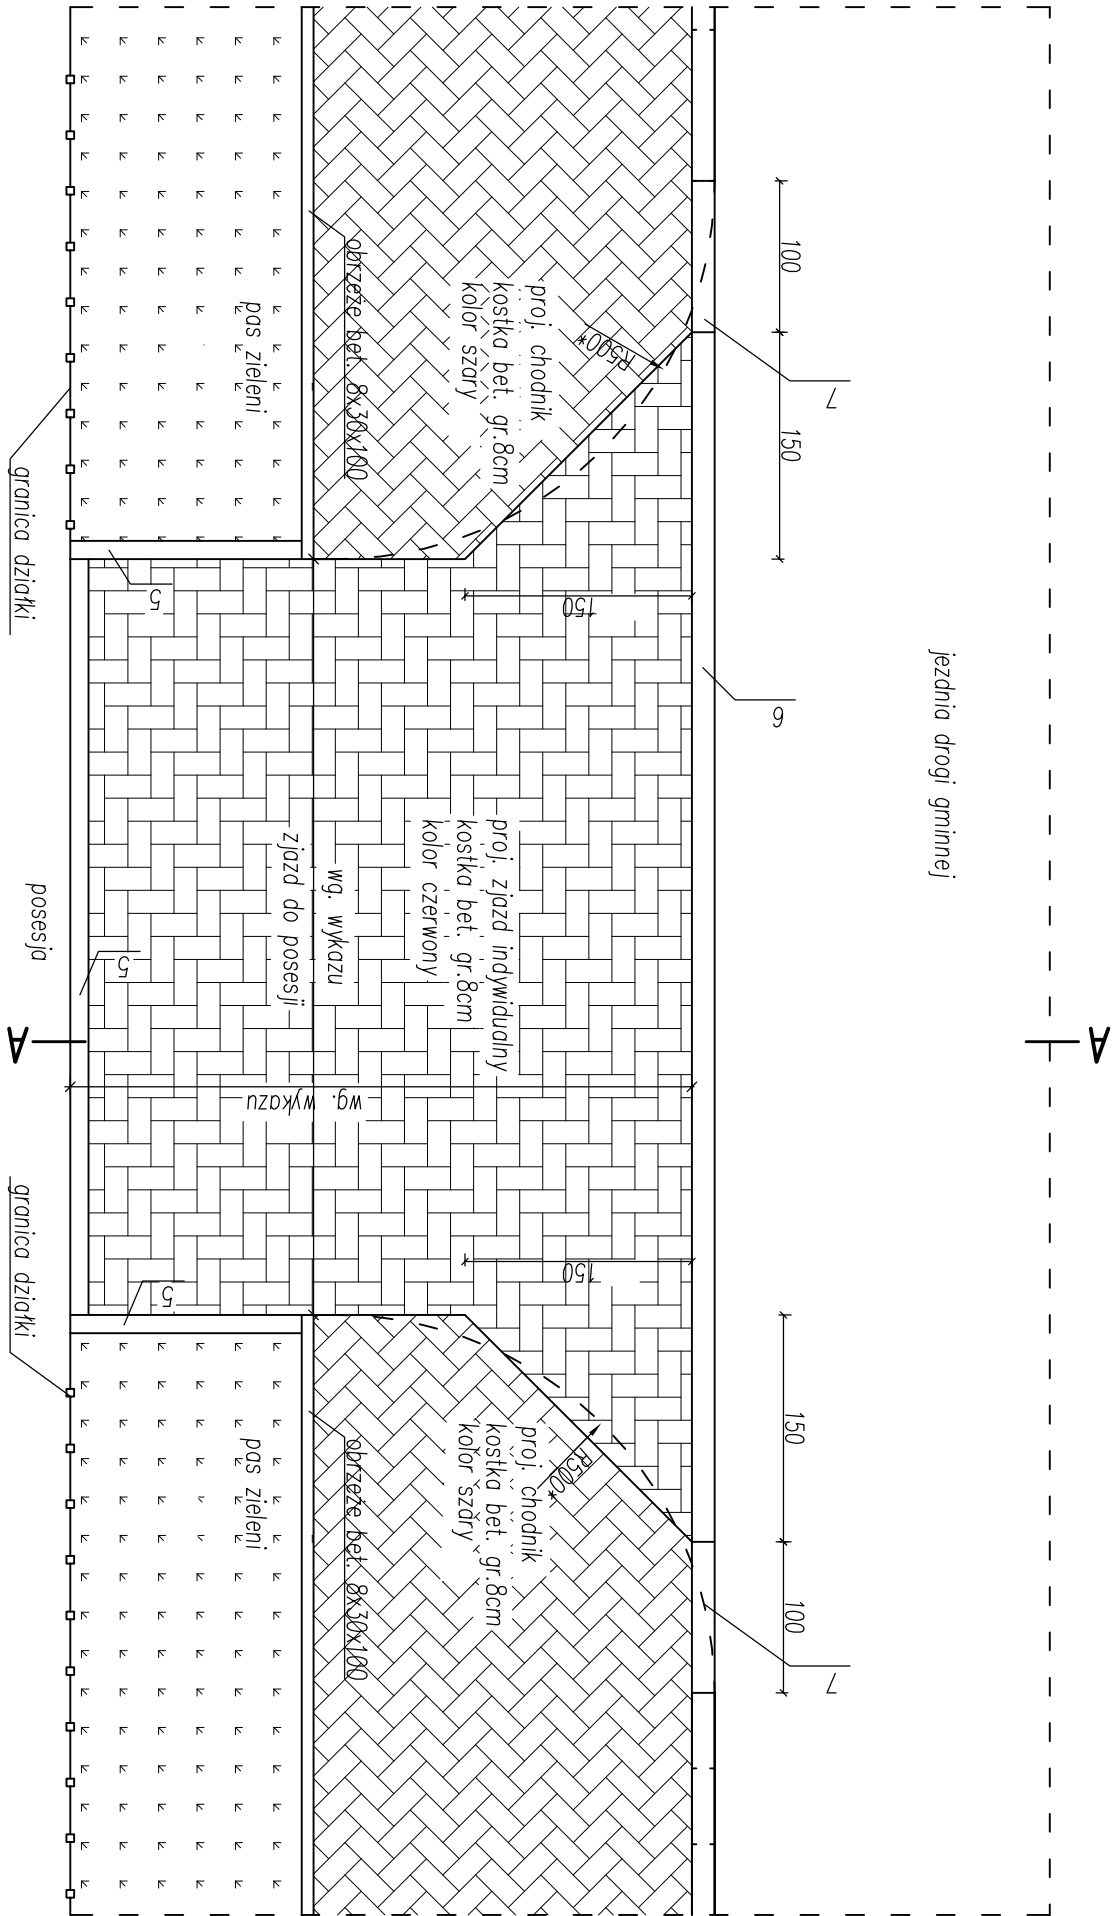 jezdnia drogi gminnej
A
A
100
150
150
100
7
7
6
R500*
R500*
proj. chodnik
kostka bet. gr.8cm
kolor szary
150
proj. zjazd indywidualny
kostka bet. gr.8cm
kolor czerwony
150
proj. chodnik
kostka bet. gr.8cm
kolor szary
obrzeże bet. 8x30x100
wg. wykazu
zjazd do posesji
wg. wykazu
obrzeże bet. 8x30x100
pas zieleni
5
5
5
pas zieleni
granica działki
posesja
granica działki